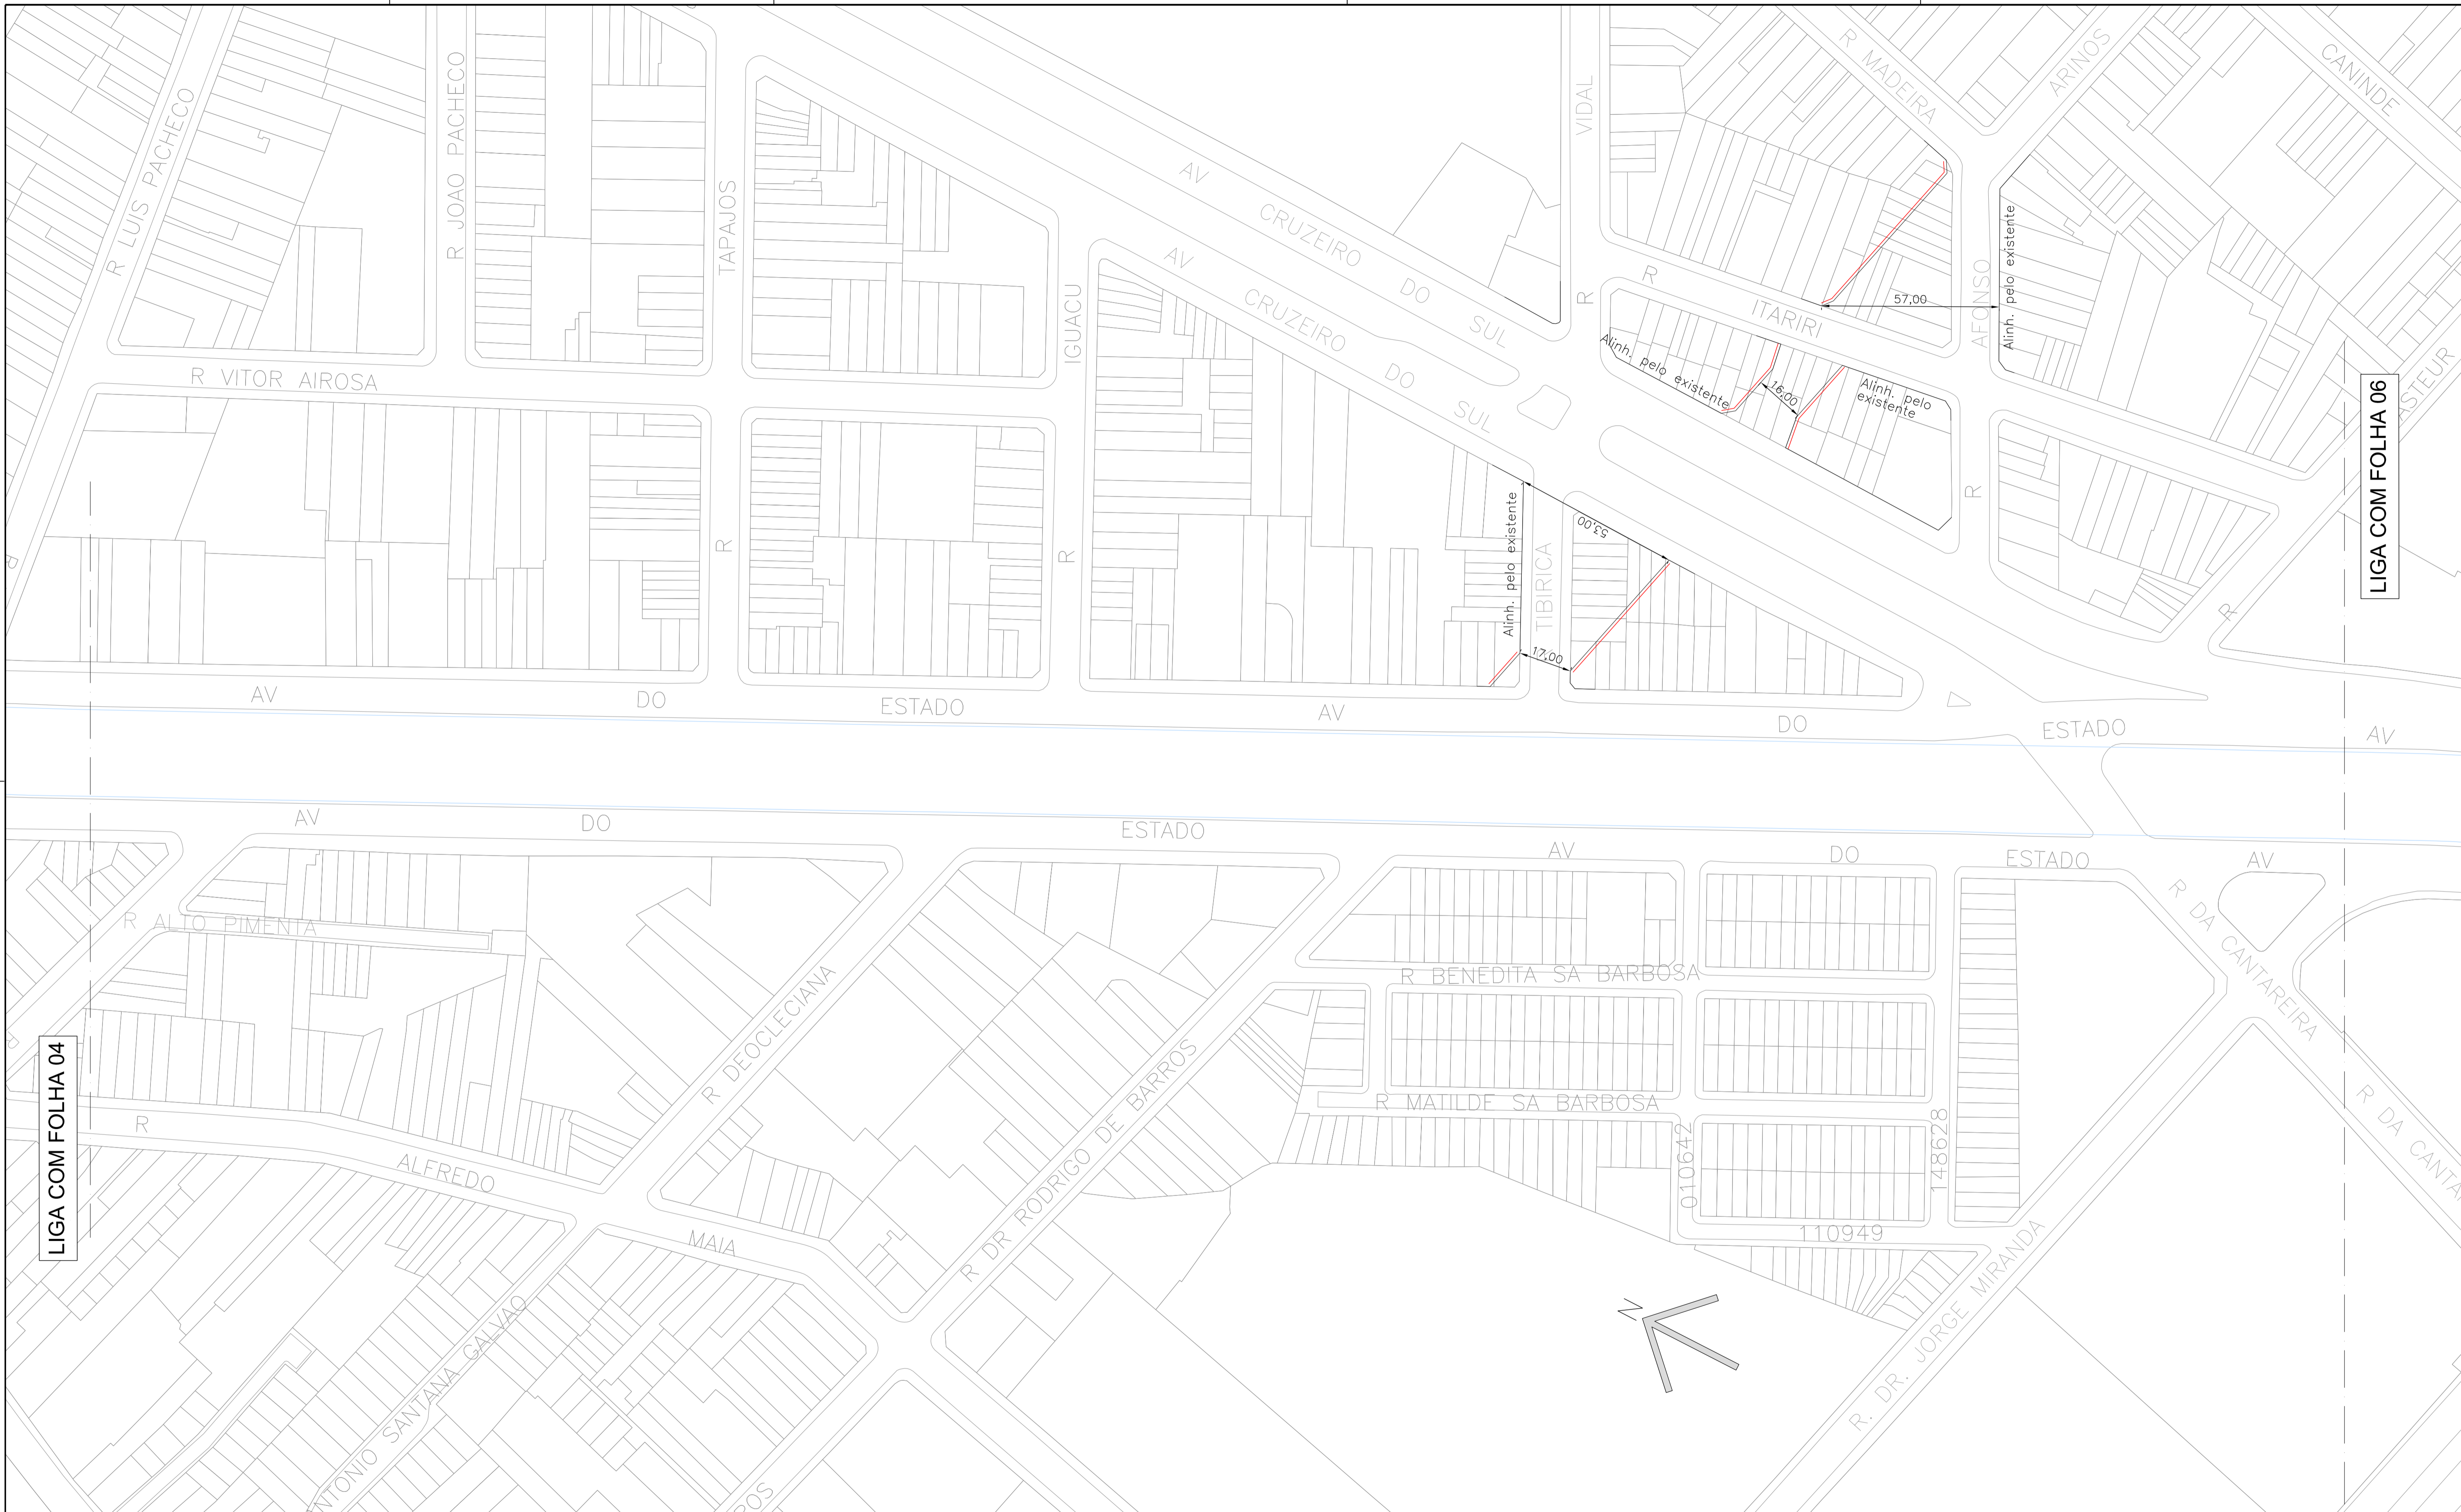 R LUIS PACHECO
R JOAO PACHECO
TAPAJOS
R
IGUACU
R
AV CRUZEIRO DO SUL
AV CRUZEIRO DO SUL
VIDAL
R
R MADEIRA
ARINOS
CANINDE
AFONSO
R
R ITARIRI
57,00
Alinh. pelo existente
Alinh. pelo existente
16,00
Alinh. pelo
existente
ASTEUR
R
LIGA COM FOLHA 06
R VITOR AIROSA
53,00
Alinh. pelo existente
TIBIRICA
17,00
AV DO ESTADO AV DO ESTADO AV
AV DO ESTADO AV DO ESTADO AV
R ALTO PIMENTA
R DEOCLECIANA
R DR RODRIGO DE BARROS
R BENEDITA SA BARBOSA
R MATILDE SA BARBOSA
010642
148628
110949
R DA CANTAREIRA
R DA CANTA
R. DR. JORGE MIRANDA
LIGA COM FOLHA 04
R ALFREDO MAIA
NTONIO SANTANA GALVAO
ROS
N